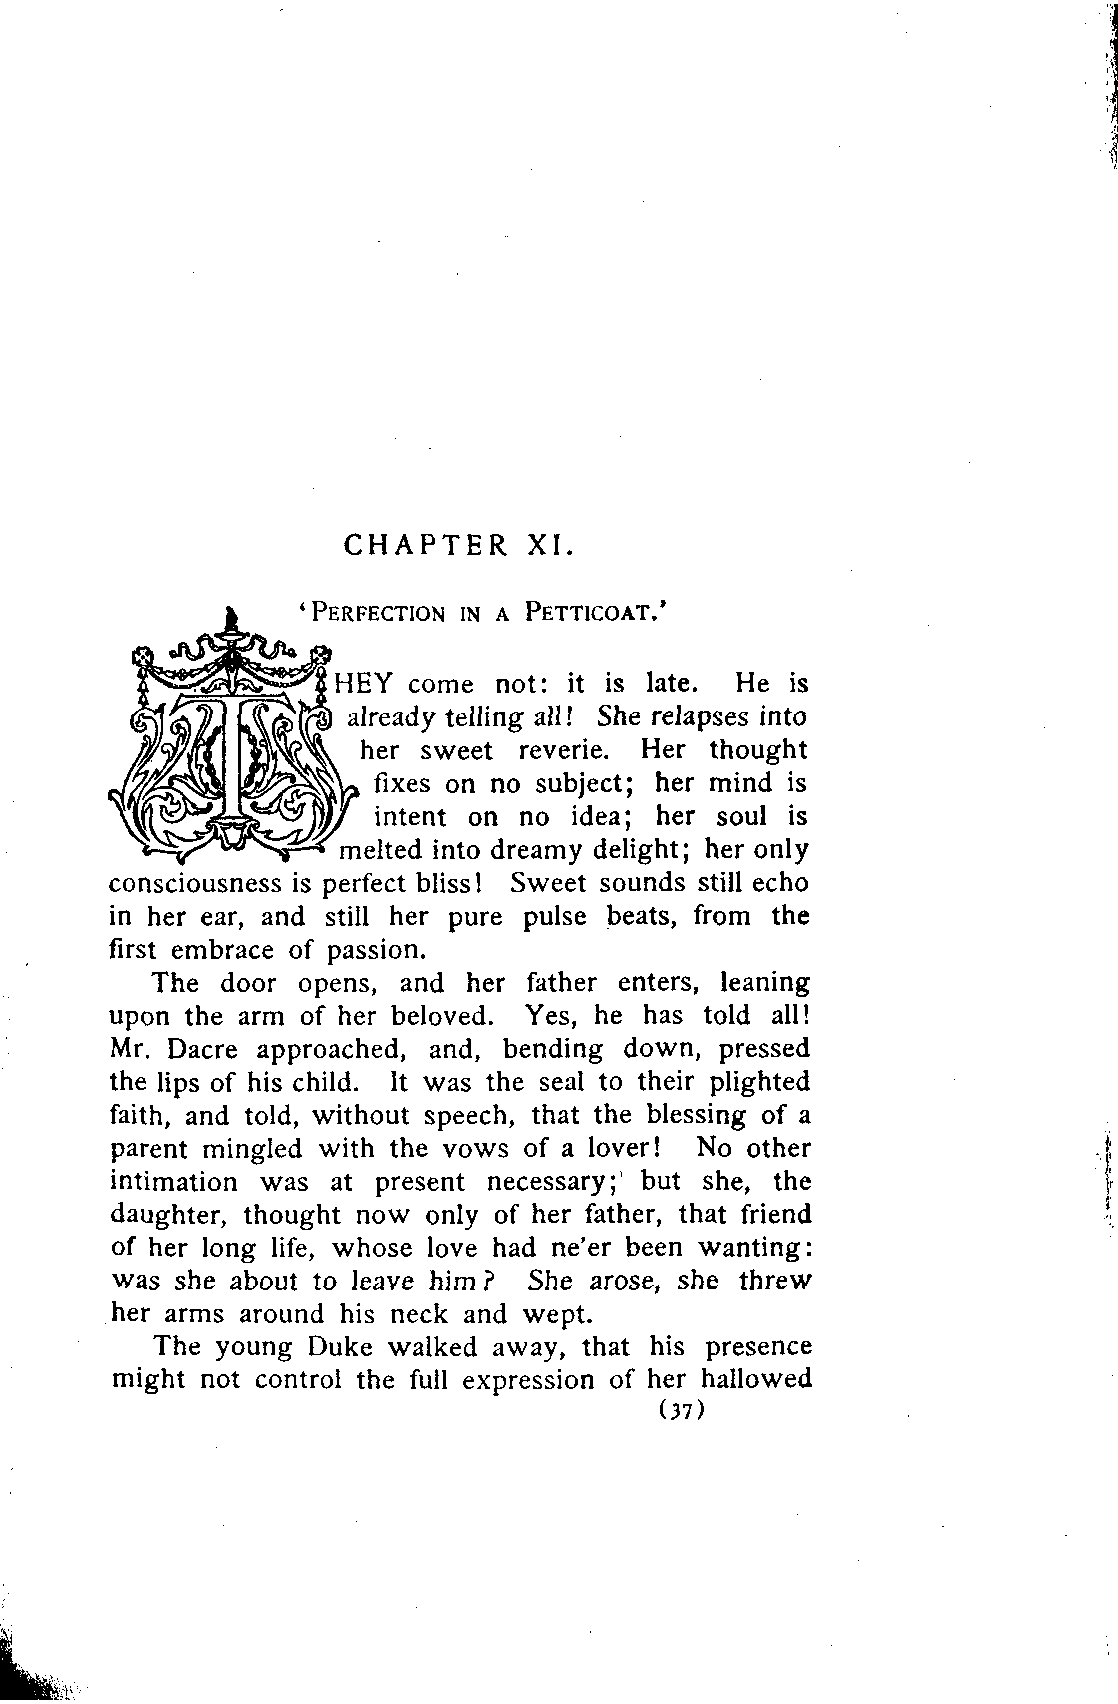 CHAPTER XI.
‘PERFECTION IN A PETTICOAT.’
THEY come not: it is late. He is
already telling all! She relapses into
her sweet reverie. Her thought
fixes on no subject; her mind is
intent on no idea; her soul is
melted into dreamy delight; her only
consciousness is perfect bliss! Sweet sounds still echo
in her ear, and still her pure pulse beats, from the
first embrace of passion.
The door opens, and her father enters, leaning
upon the arm of her beloved. Yes, he has told all!
Mr. Dacre approached, and, bending down, pressed
the lips of his child. It was the seal to their plighted
faith, and told, without speech, that the blessing of a
parent mingled with the vows of a lover! No other
intimation was at present necessary; but she, the
daughter, thought now only of her father, that friend
of her long life, whose love had ne’er been wanting:
was she about to leave him? She arose, she threw
her arms around his neck and wept.
The young Duke walked away, that his presence
might not control the full expression of her hallowed
(37)